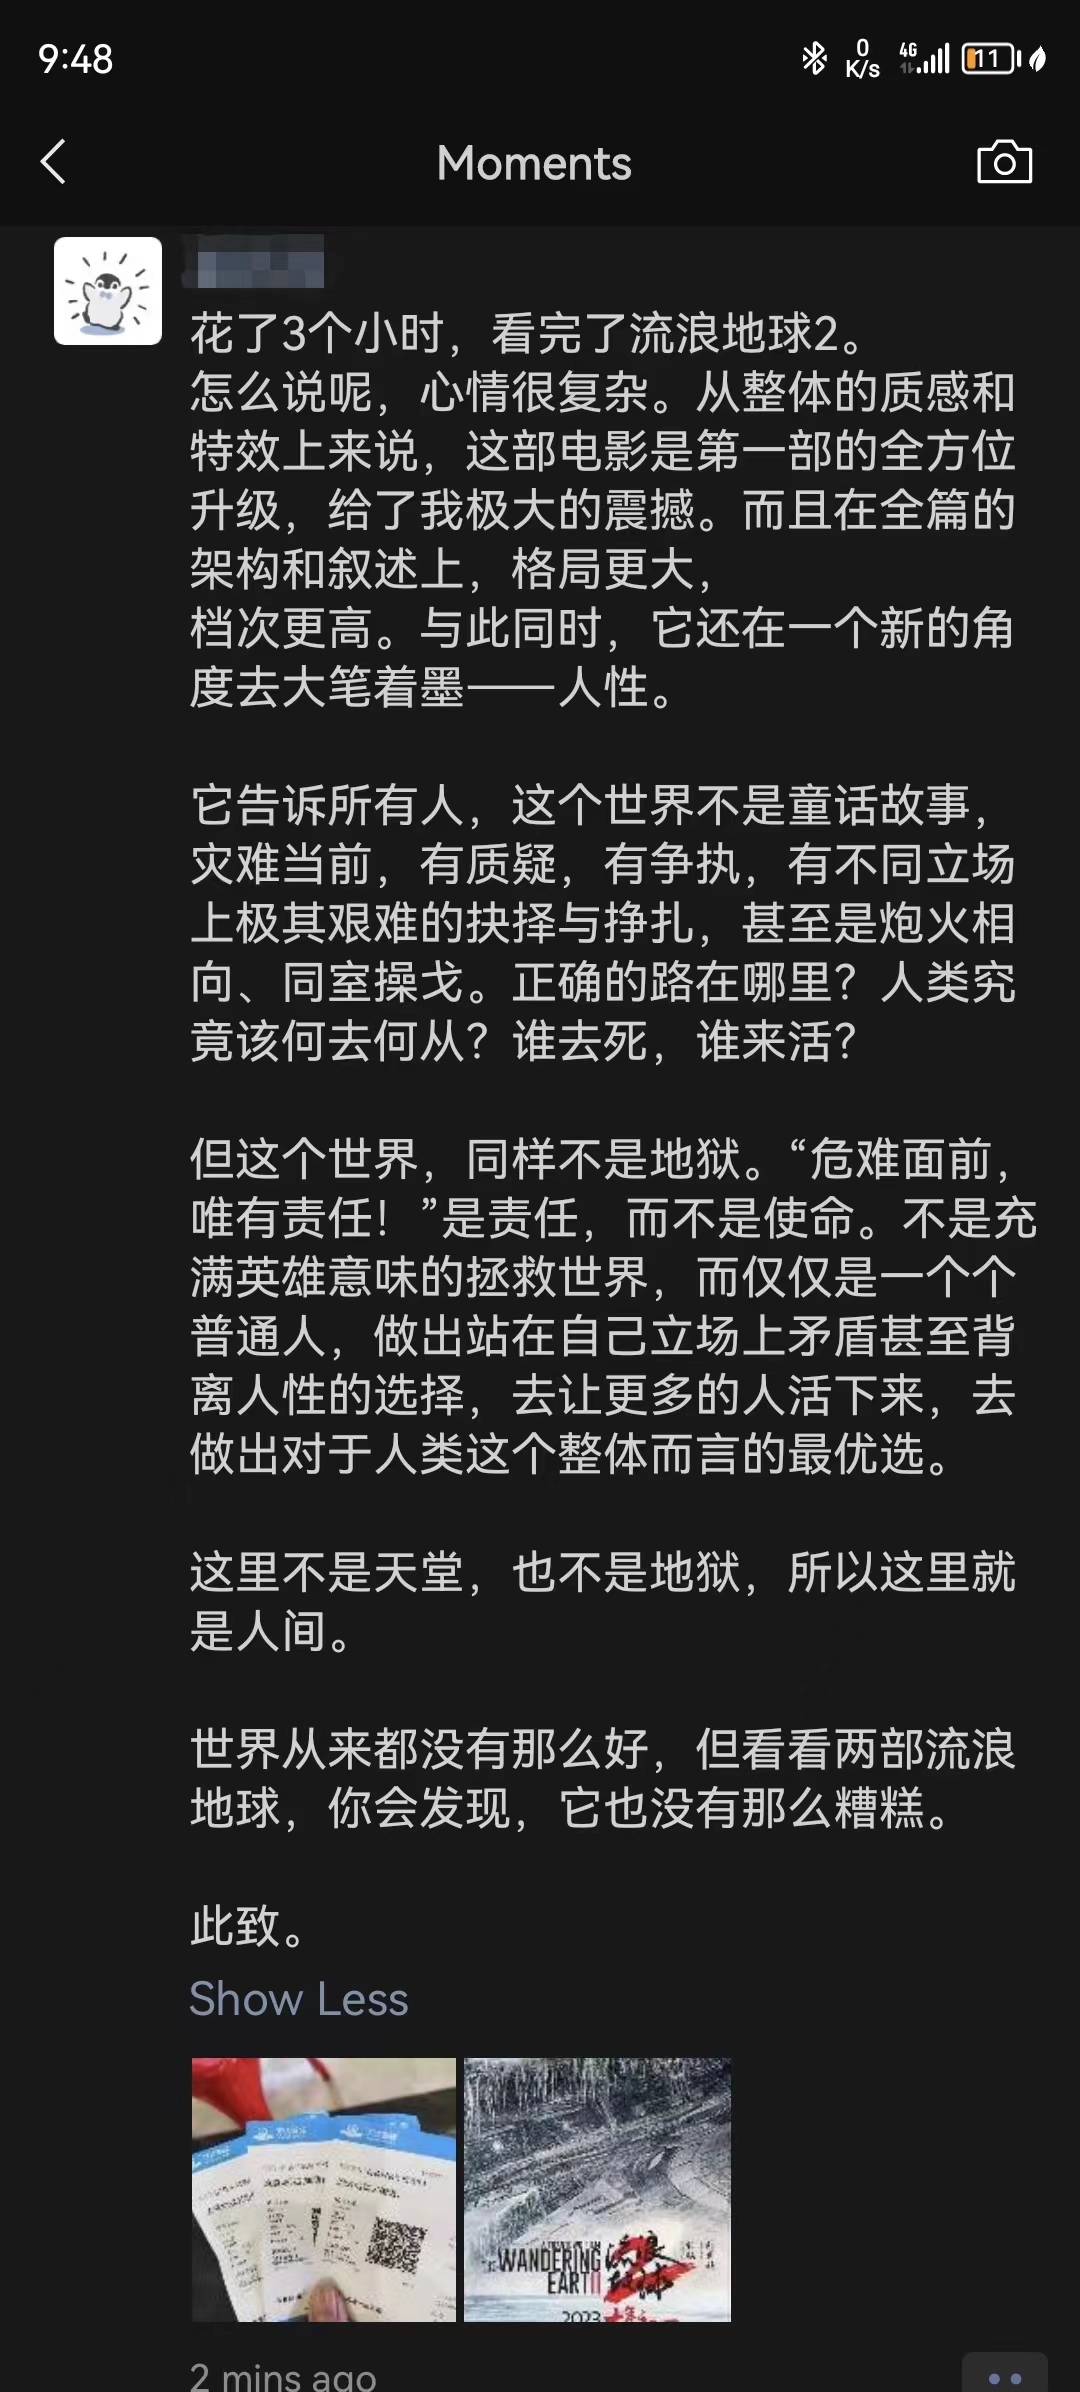 9:48
0
K/s
4G
11
Moments
花了3个小时，看完了流浪地球2。
怎么说呢，心情很复杂。从整体的质感和
特效上来说，这部电影是第一部的全方位
升级，给了我极大的震撼。而且在全篇的
架构和叙述上，格局更大，
档次更高。与此同时，它还在一个新的角
度去大笔着墨——人性。
它告诉所有人，这个世界不是童话故事，
灾难当前，有质疑，有争执，有不同立场
上极其艰难的抉择与挣扎，甚至是炮火相
向、同室操戈。正确的路在哪里？人类究
竟该何去何从？谁去死，谁来活？
但这个世界，同样不是地狱。“危难面前，
唯有责任！”是责任，而不是使命。不是充
满英雄意味的拯救世界，而仅仅是一个个
普通人，做出站在自己立场上矛盾甚至背
离人性的选择，去让更多的人活下来，去
做出对于人类这个整体而言的最优选。
这里不是天堂，也不是地狱，所以这里就
是人间。
世界从来都没有那么好，但看看两部流浪
地球，你会发现，它也没有那么糟糕。
此致。
Show Less
WANDERING
EARTH II
流浪
地球
2023
2 mins ago